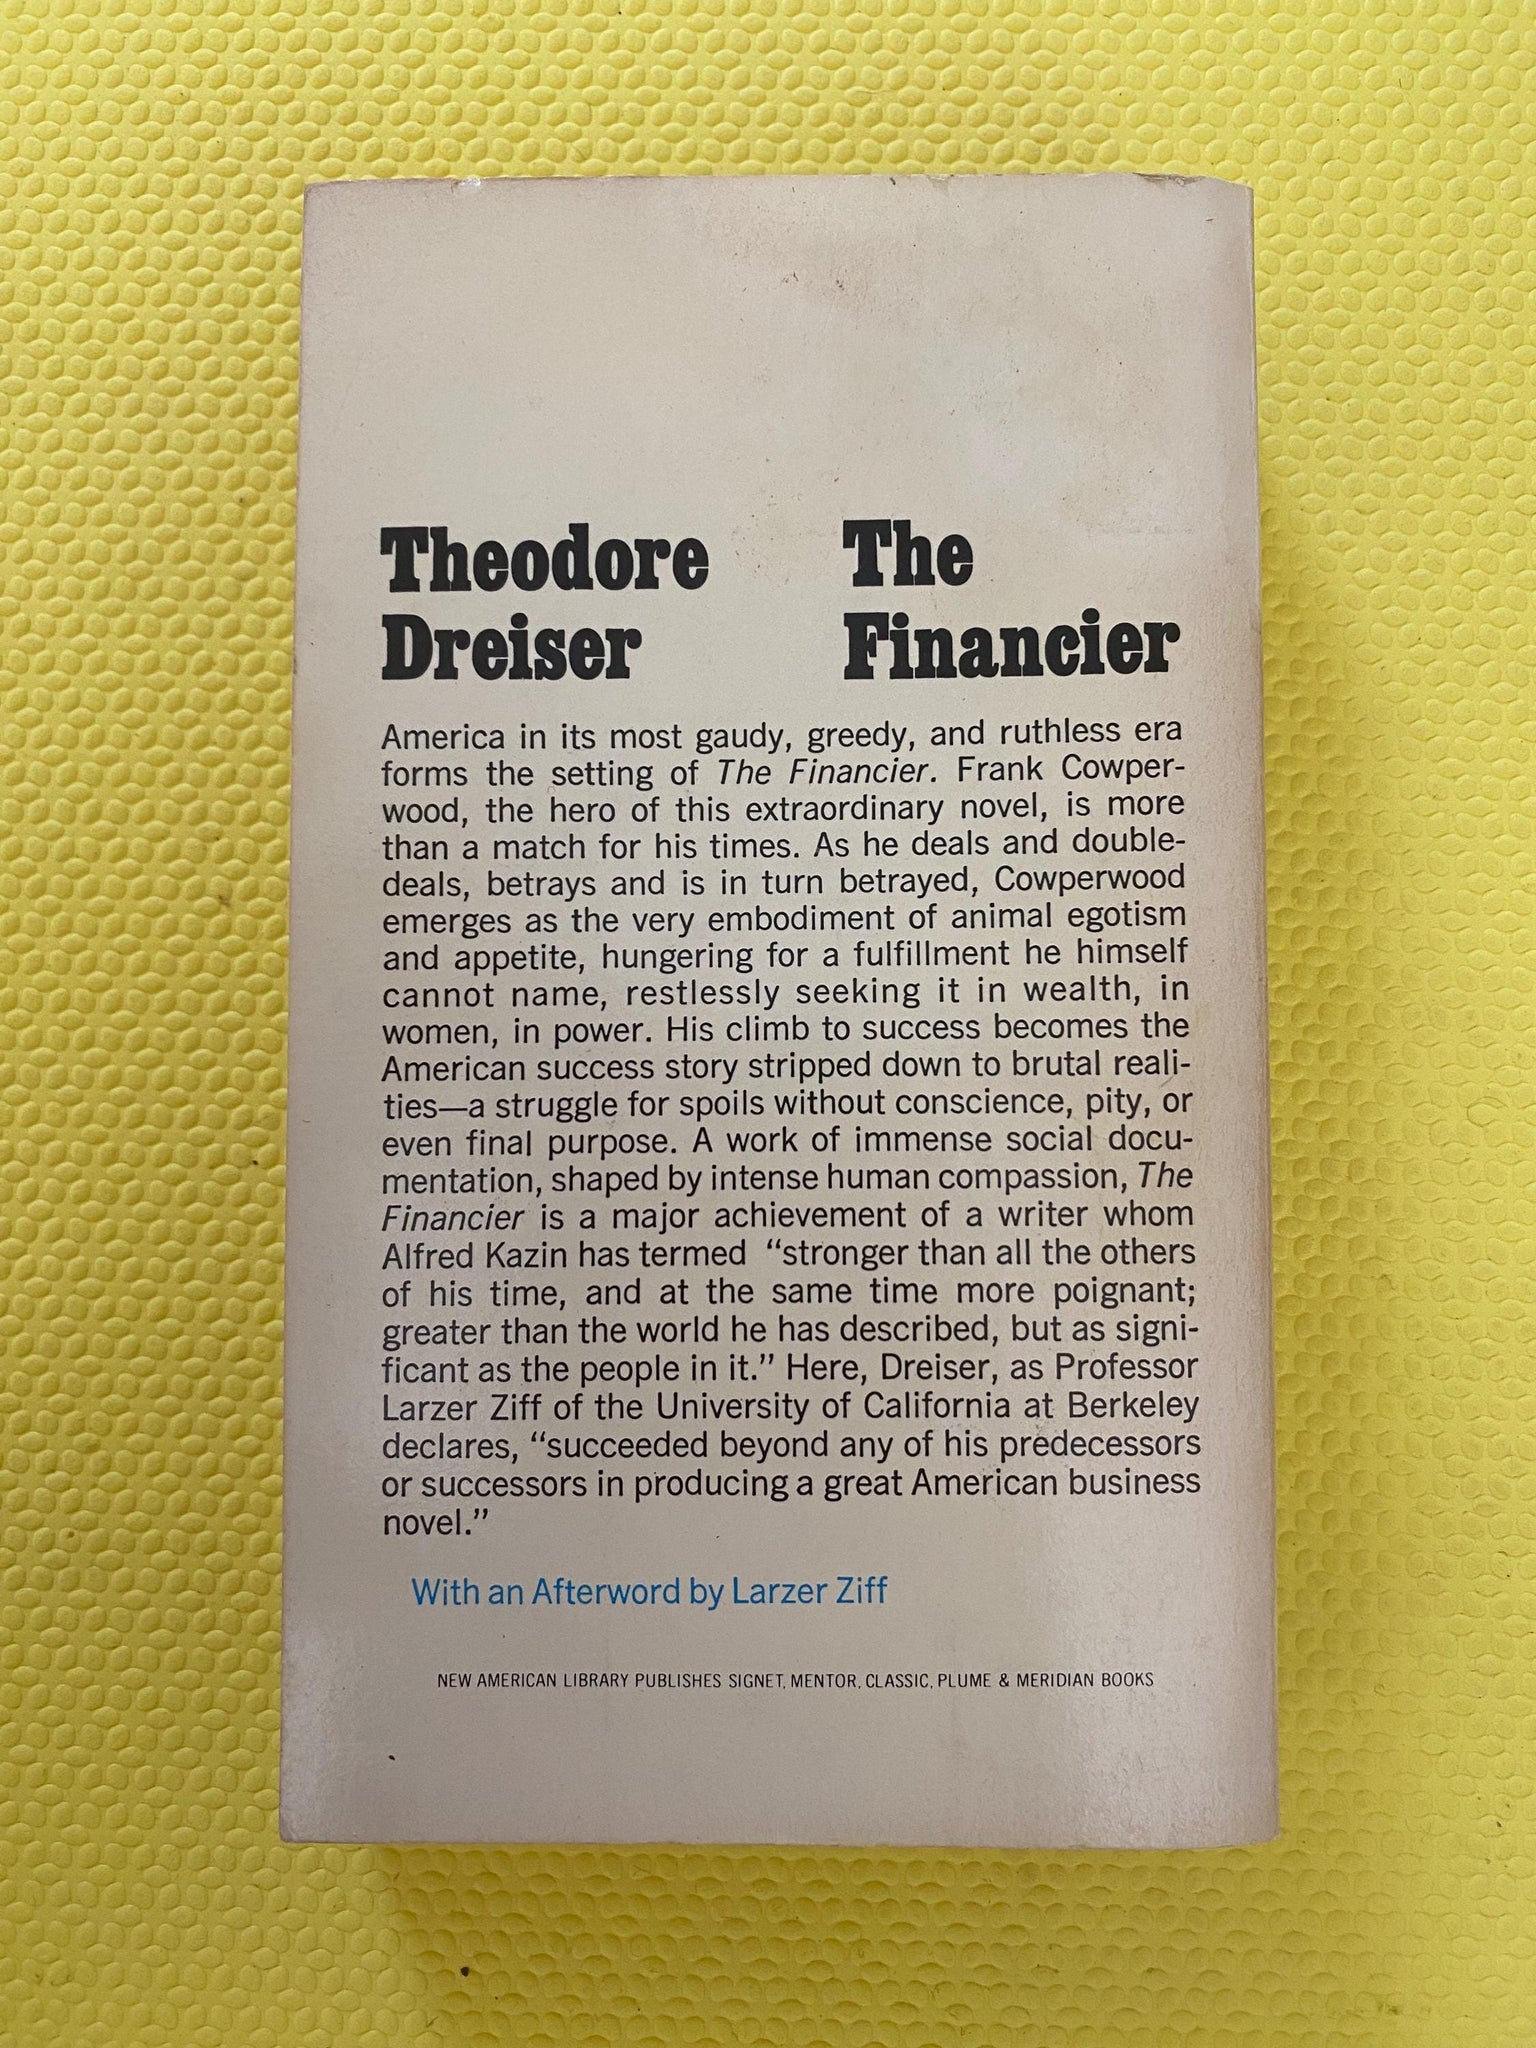 Theodore Dreiser
The Financier
America in its most gaudy, greedy, and ruthless era
forms the setting of The Financier. Frank Cowper-
wood, the hero of this extraordinary novel, is more
than a match for his times. As he deals and double-
deals, betrays and is in turn betrayed, Cowperwood
emerges as the very embodiment of animal egotism
and appetite, hungering for a fulfillment he himself
cannot name, restlessly seeking it in wealth, in
women, in power. His climb to success becomes the
American success story stripped down to brutal reali-
ties—a struggle for spoils without conscience, pity, or
even final purpose. A work of immense social docu-
mentation, shaped by intense human compassion, The
Financier is a major achievement of a writer whom
Alfred Kazin has termed “stronger than all the others
of his time, and at the same time more poignant;
greater than the world he has described, but as signi-
ficant as the people in it.” Here, Dreiser, as Professor
Larzer Ziff of the University of California at Berkeley
declares, “succeeded beyond any of his predecessors
or successors in producing a great American business
novel.”
With an Afterword by Larzer Ziff
NEW AMERICAN LIBRARY PUBLISHES SIGNET, MENTOR, CLASSIC, PLUME & MERIDIAN BOOKS